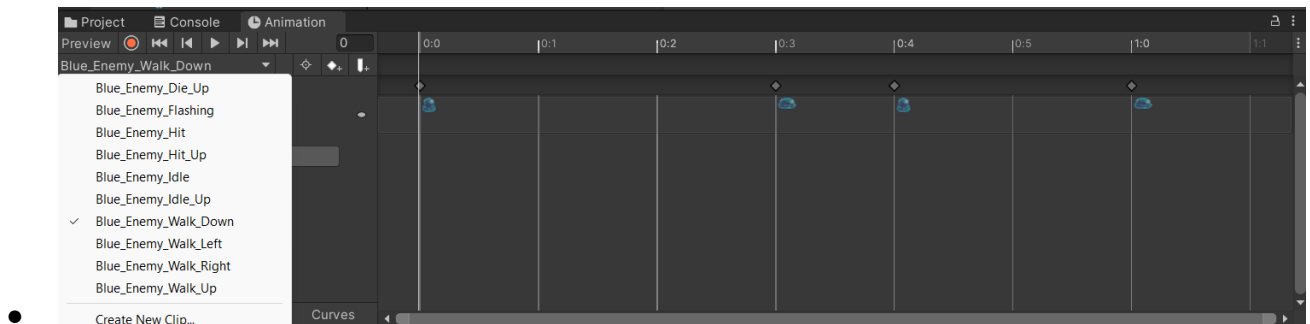 Project Console Animation
Preview 0 0:0 0:1 0:2 0:3 0:4 0:5 1:0 1:1
Blue_Enemy_Walk_Down
Blue_Enemy_Die_Up
Blue_Enemy_Flashing
Blue_Enemy_Hit
Blue_Enemy_Hit_Up
Blue_Enemy_Idle
Blue_Enemy_Idle_Up
Blue_Enemy_Walk_Down
Blue_Enemy_Walk_Left
Blue_Enemy_Walk_Right
Blue_Enemy_Walk_Up
Create New Clip... Curves